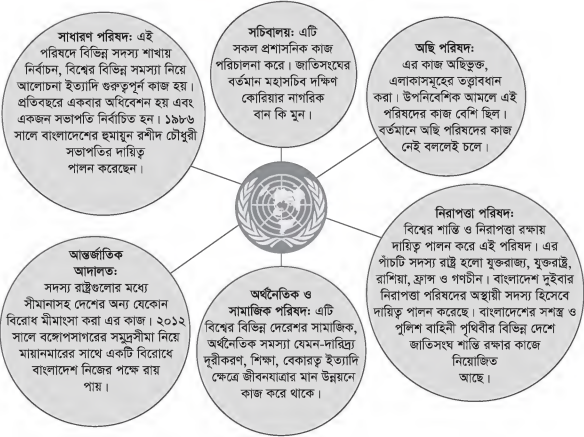 সাধারণ পরিষদ: এই
পরিষদে বিভিন্ন সদস্য শাখায়
নির্বাচন, বিশ্বের বিভিন্ন সমস্যা নিয়ে
আলোচনা ইত্যাদি গুরুত্বপূর্ন কাজ হয়।
প্রতিবছরে একবার অধিবেশন হয় এবং
একজন সভাপতি নির্বাচিত হন। ১৯৮৬
সালে বাংলাদেশের হুমায়ুন রশীদ চৌধুরী
সভাপতির দায়িত্ব
পালন করেছেন।
সচিবালয়: এটি
সকল প্রশাসনিক কাজ
পরিচালনা করে। জাতিসংঘের
বর্তমান মহাসচিব দক্ষিণ
কোরিয়ার নাগরিক
বান কি মুন।
অছি পরিষদ:
এর কাজ অছিভুক্ত,
এলাকাসমূহের তত্ত্বাবধান
করা। উপনিবেশিক আমলে এই
পরিষদের কাজ বেশি ছিল।
বর্তমানে অছি পরিষদের কাজ
নেই বললেই চলে।
আন্তর্জাতিক
আদালত:
সদস্য রাষ্ট্রগুলোর মধ্যে
সীমানাসহ দেশের অন্য যেকোন
বিরোধ মীমাংসা করা এর কাজ। ২০১২
সালে বঙ্গোপসাগরের সমুদ্রসীমা নিয়ে
মায়ানমারের সাথে একটি বিরোধে
বাংলাদেশ নিজের পক্ষে রায়
পায়।
অর্থনৈতিক ও
সামাজিক পরিষদ: এটি
বিশ্বের বিভিন্ন দেরেশর সামাজিক,
অর্থনৈতিক সমস্যা যেমন-দারিদ্র্য
দূরীকরণ, শিক্ষা, বেকারত্ব ইত্যাদি
ক্ষেত্রে জীবনযাত্রার মান উন্নয়নে
কাজ করে থাকে।
নিরাপত্তা পরিষদ:
বিশ্বের শান্তি ও নিরাপত্তা রক্ষায়
দায়িত্ব পালন করে এই পরিষদ। এর
পাঁচটি সদস্য রাষ্ট্র হলো যুক্তরাজ্য, যুক্তরাষ্ট্র,
রাশিয়া, ফ্রান্স ও গণচীন। বাংলাদেশ দুইবার
নিরাপত্তা পরিষদের অস্থায়ী সদস্য হিসেবে
দায়িত্ব পালন করেছে। বাংলাদেশের সশস্ত্র ও
পুলিশ বাহিনী পৃথিবীর বিভিন্ন দেশে
জাতিসংঘ শান্তি রক্ষার কাজে
নিয়োজিত
আছে।